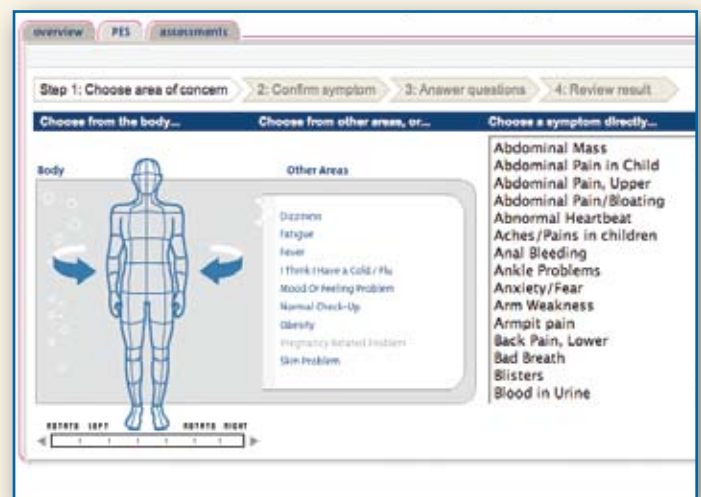 overview PES assessments
Step 1: Choose area of concern 2: Confirm symptom 3: Answer questions 4: Review result
Choose from the body... Choose from other areas, or... Choose a symptom directly...
Body
Other Areas
Dizziness
Fatigue
Fever
I Think I Have a Cold / Flu
Mood Or Feeling Problem
Normal Check-Up
Obesity
Pregnancy Related Problem
Skin Problem
Abdominal Mass
Abdominal Pain in Child
Abdominal Pain, Upper
Abdominal Pain/Bloating
Abnormal Heartbeat
Aches/Pains in children
Anal Bleeding
Ankle Problems
Anxiety/Fear
Arm Weakness
Armpit pain
Back Pain, Lower
Bad Breath
Blisters
Blood in Urine
ROTATE LEFT ROTATE RIGHT